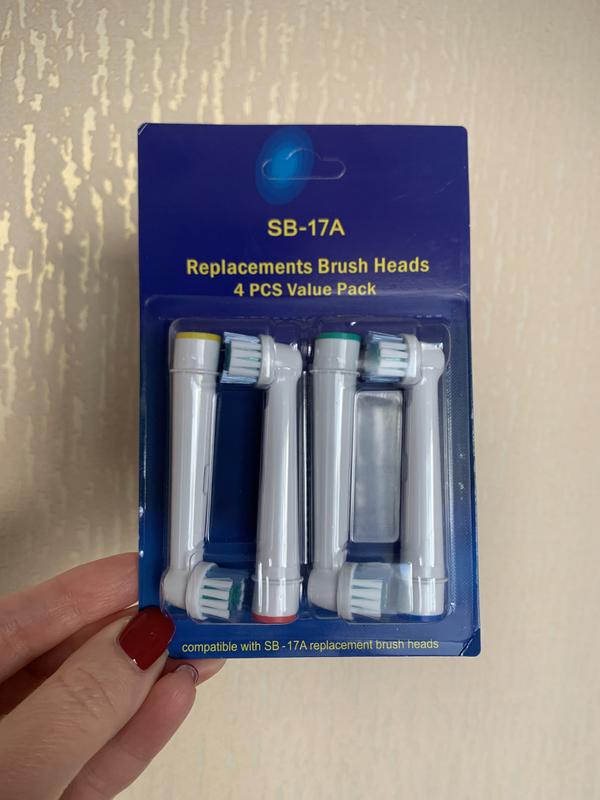 SB-17A
Replacements Brush Heads
4 PCS Value Pack
compatible with SB -17A replacement brush heads